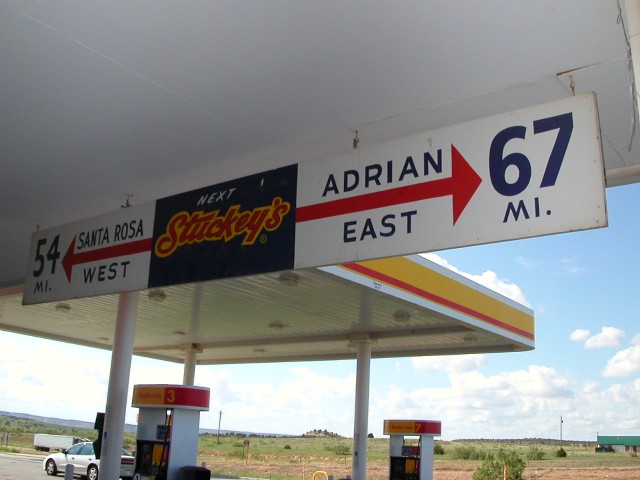 54
MI.
SANTA ROSA
WEST
NEXT
Stuckey's
ADRIAN
EAST
67
MI.
3
7